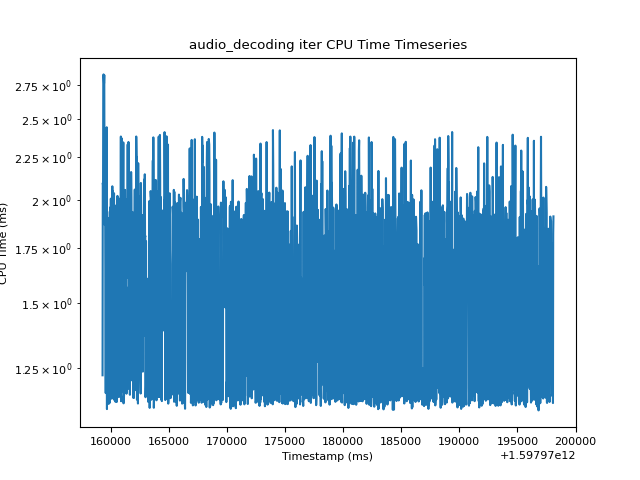 audio_decoding iter CPU Time Timeseries
CPU Time (ms)
2.75 × 10⁰
2.5 × 10⁰
2.25 × 10⁰
2 × 10⁰
1.75 × 10⁰
1.5 × 10⁰
1.25 × 10⁰
160000 165000 170000 175000 180000 185000 190000 195000 200000
Timestamp (ms)
+1.59797e12